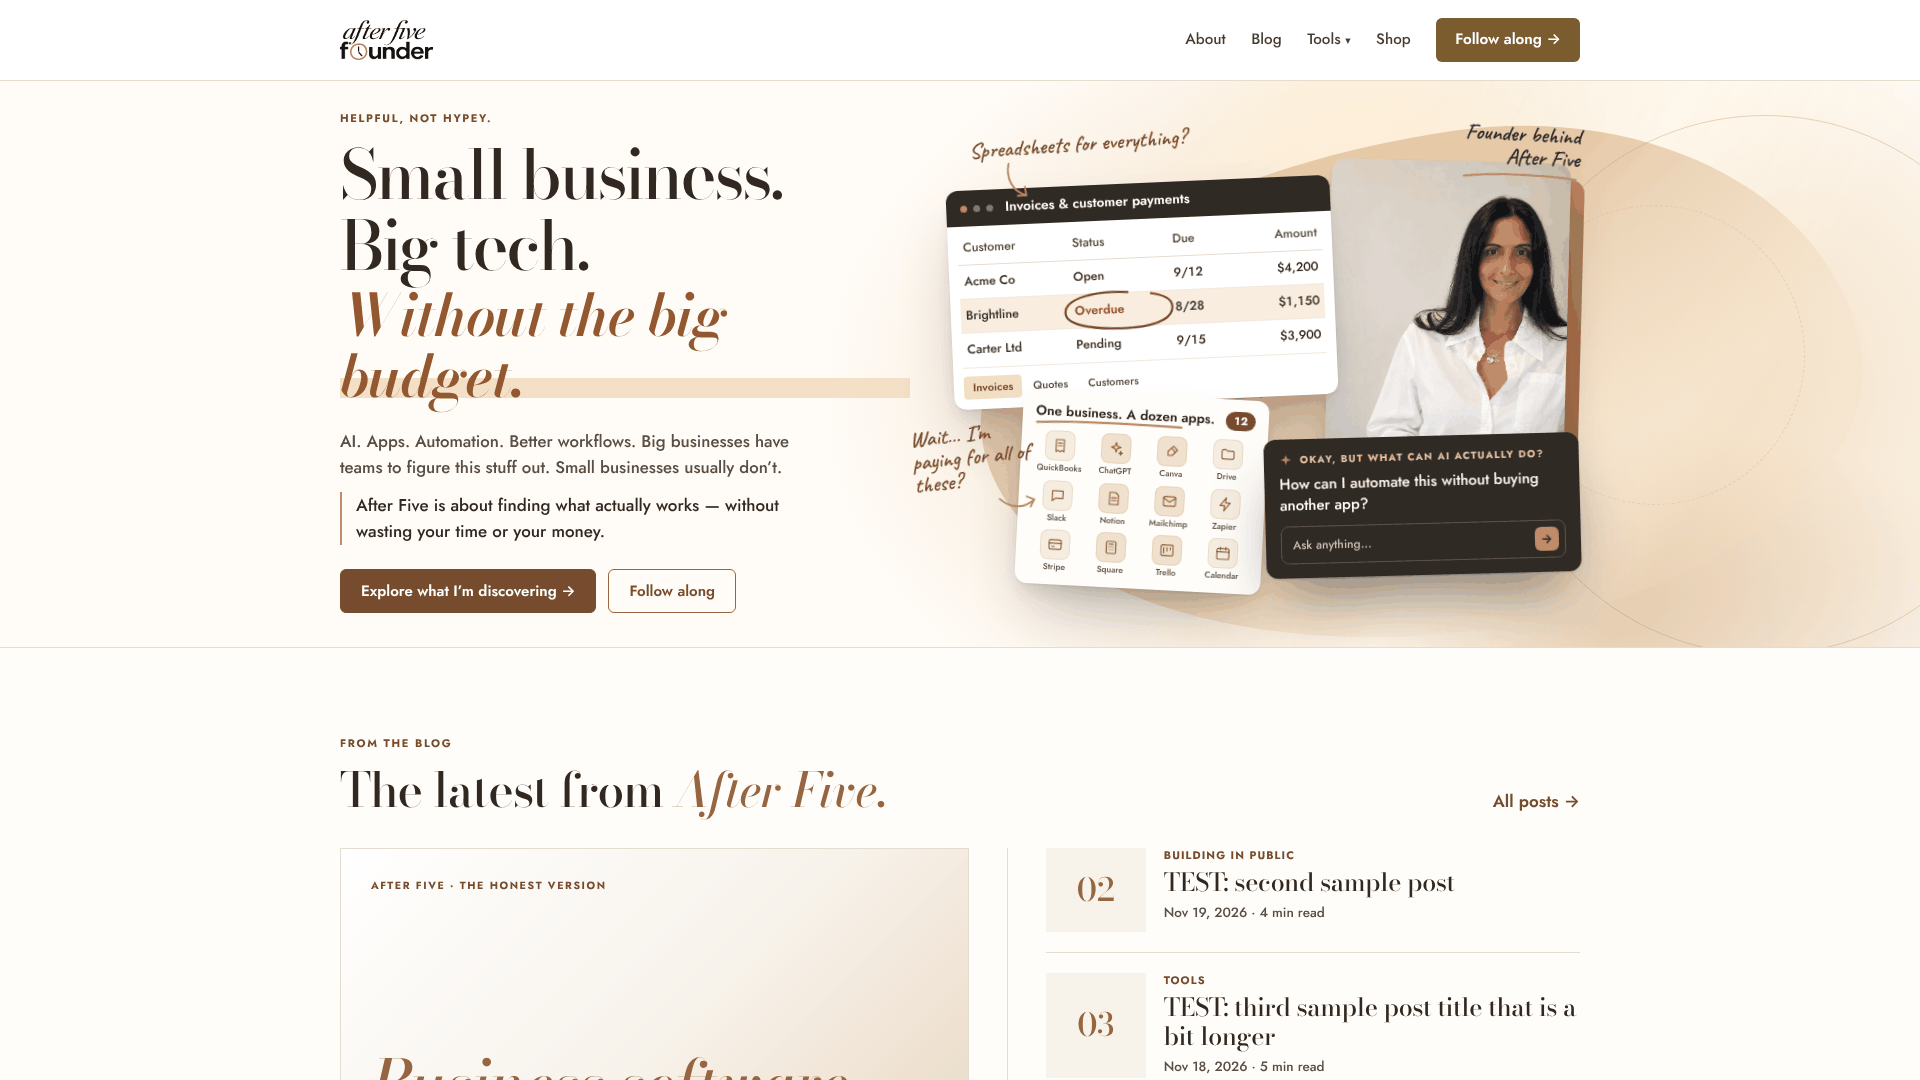 after five
founder
About
Blog
Tools ▾
Shop
Follow along →
HELPFUL, NOT HYPEY.
Small business.
Big tech.
Without the big
budget.
AI. Apps. Automation. Better workflows. Big businesses have
teams to figure this stuff out. Small businesses usually don’t.
After Five is about finding what actually works — without
wasting your time or your money.
Explore what I’m discovering →
Follow along
Spreadsheets for everything?
Founder behind
After Five
Invoices & customer payments
Customer Status Due Amount
Acme Co Open 9/12 $4,200
Brightline Overdue 8/28 $1,150
Carter Ltd Pending 9/15 $3,900
Invoices Quotes Customers
Wait... I’m
paying for all of
these?
One business. A dozen apps. 12
QuickBooks ChatGPT Canva Drive
Slack Notion Mailchimp Zapier
Stripe Square Trello Calendar
OKAY, BUT WHAT CAN AI ACTUALLY DO?
How can I automate this without buying
another app?
Ask anything...
→
FROM THE BLOG
The latest from After Five.
All posts →
AFTER FIVE · THE HONEST VERSION
Business software
02
BUILDING IN PUBLIC
TEST: second sample post
Nov 19, 2026 · 4 min read
03
TOOLS
TEST: third sample post title that is a
bit longer
Nov 18, 2026 · 5 min read